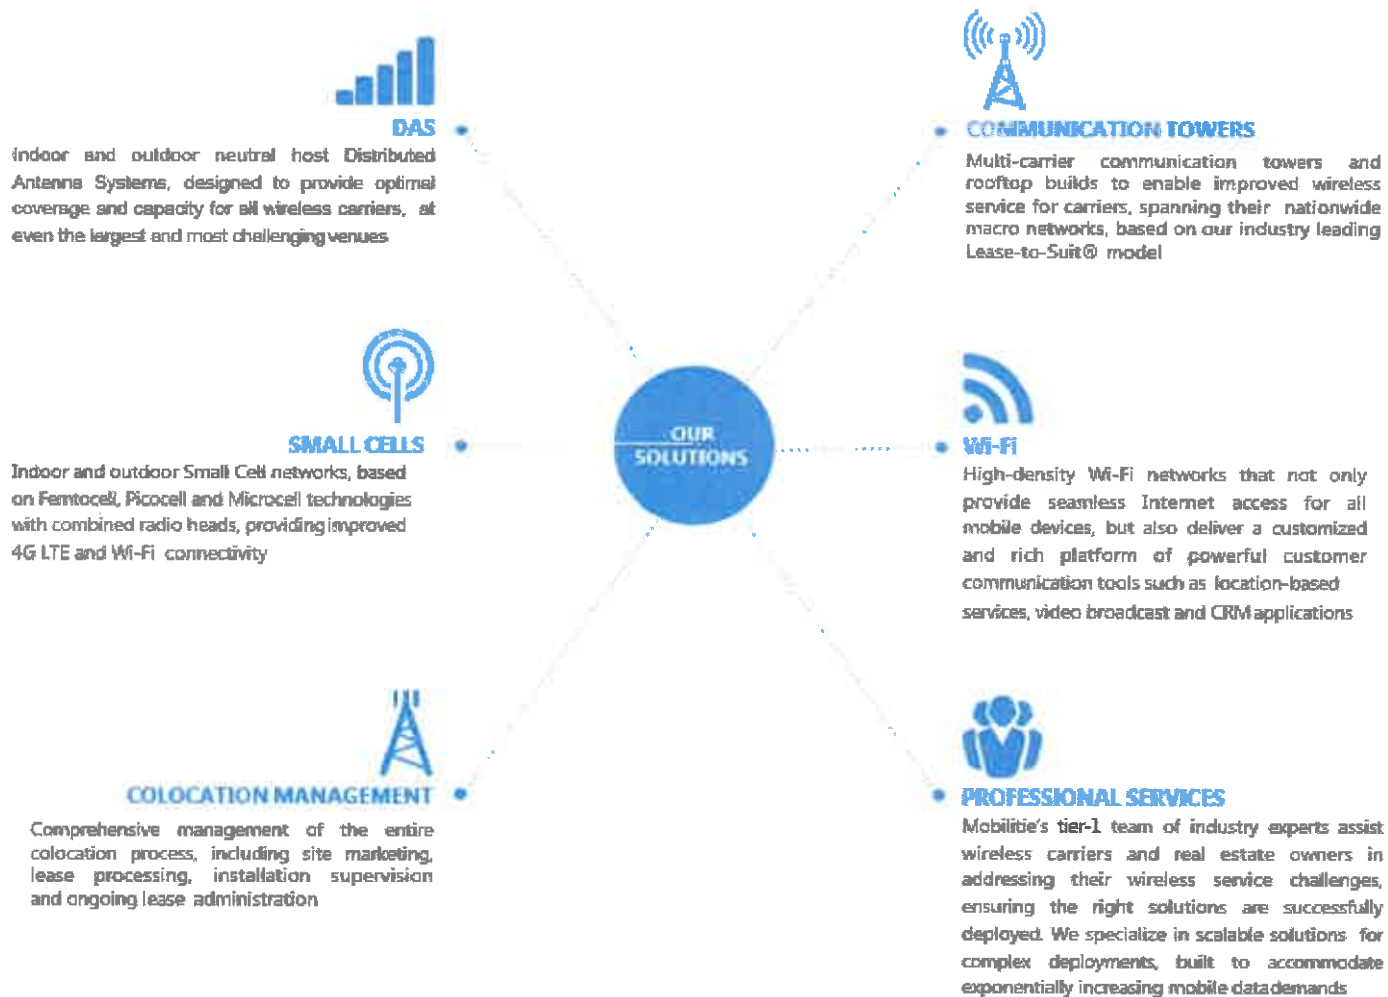 DAS
Indoor and outdoor neutral host Distributed
Antenna Systems, designed to provide optimal
coverage and capacity for all wireless carriers, at
even the largest and most challenging venues
SMALL CELLS
Indoor and outdoor Small Cell networks, based
on Femtocell, Picocell and Microcell technologies
with combined radio heads, providing improved
4G LTE and Wi-Fi connectivity
COLOCATION MANAGEMENT
Comprehensive management of the entire
colocation process, including site marketing,
lease processing, installation supervision
and ongoing lease administration
OUR
SOLUTIONS
COMMUNICATION TOWERS
Multi-carrier communication towers and
rooftop builds to enable improved wireless
service for carriers, spanning their nationwide
macro networks, based on our industry leading
Lease-to-Suit® model
Wi-Fi
High-density Wi-Fi networks that not only
provide seamless Internet access for all
mobile devices, but also deliver a customized
and rich platform of powerful customer
communication tools such as location-based
services, video broadcast and CRM applications
PROFESSIONAL SERVICES
Mobilitie's tier-1 team of industry experts assist
wireless carriers and real estate owners in
addressing their wireless service challenges,
ensuring the right solutions are successfully
deployed. We specialize in scalable solutions for
complex deployments, built to accommodate
exponentially increasing mobile data demands